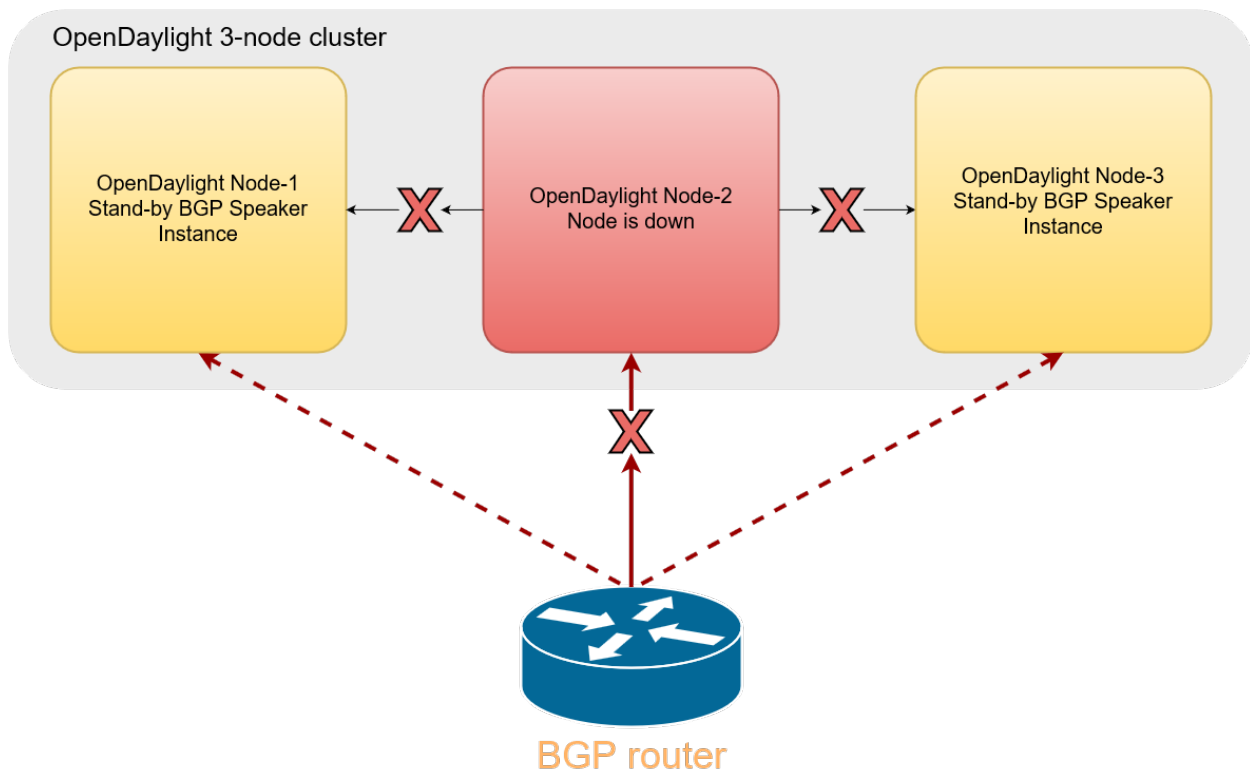 OpenDaylight 3-node cluster
OpenDaylight Node-1
Stand-by BGP Speaker
Instance
OpenDaylight Node-2
Node is down
OpenDaylight Node-3
Stand-by BGP Speaker
Instance
X
X
X
BGP router